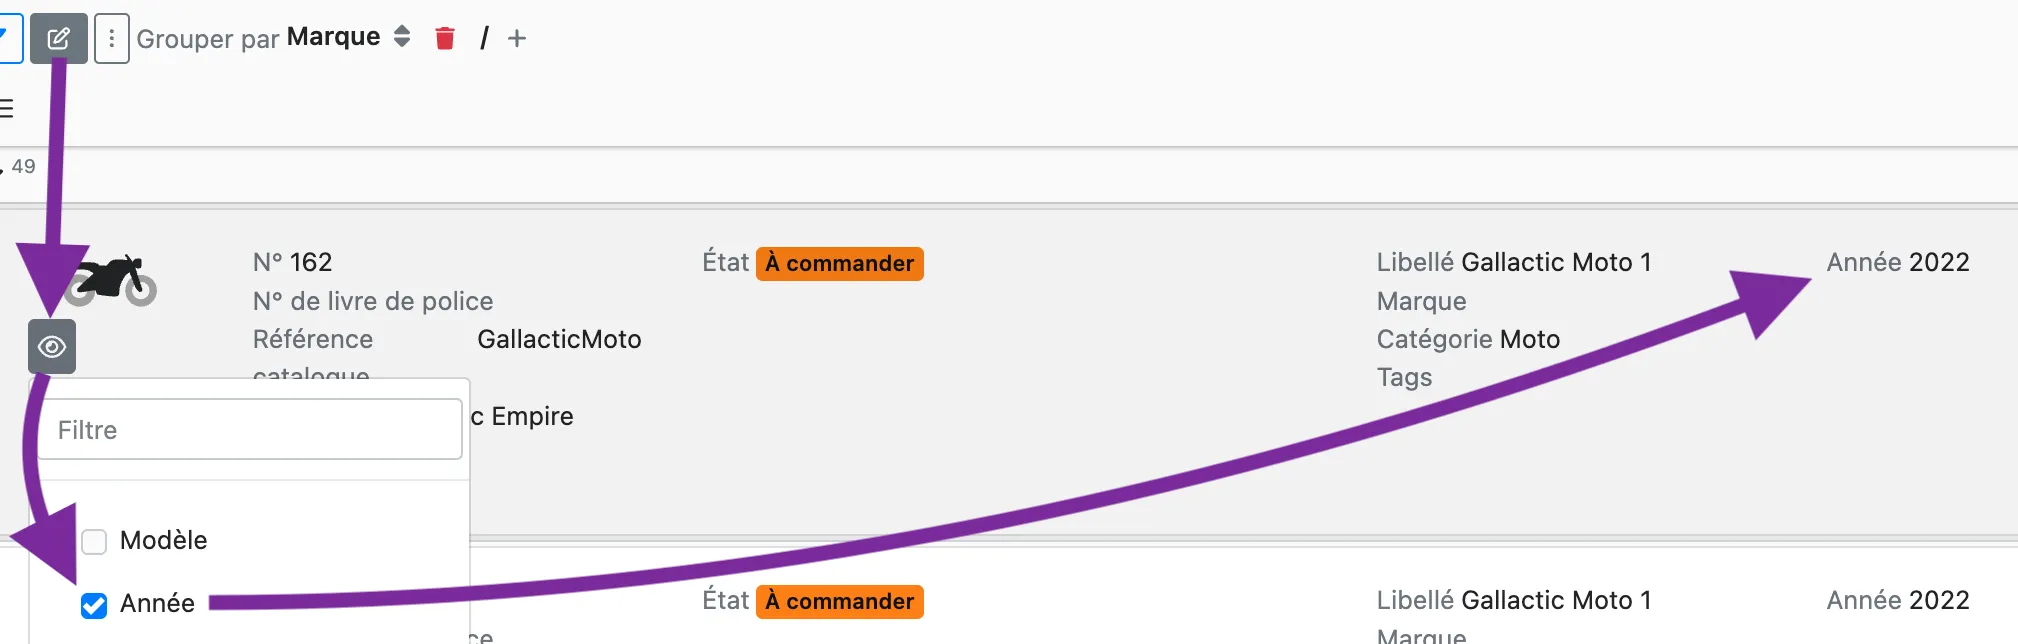 Grouper par Marque / +
49
N° 162
État À commander
Libellé Gallactic Moto 1
Année 2022
N° de livre de police
Marque
Référence GallacticMoto
Catégorie Moto
catalogue
Tags
c Empire
Filtre
Modèle
Année
État À commander
Libellé Gallactic Moto 1
Année 2022
ce
Marque